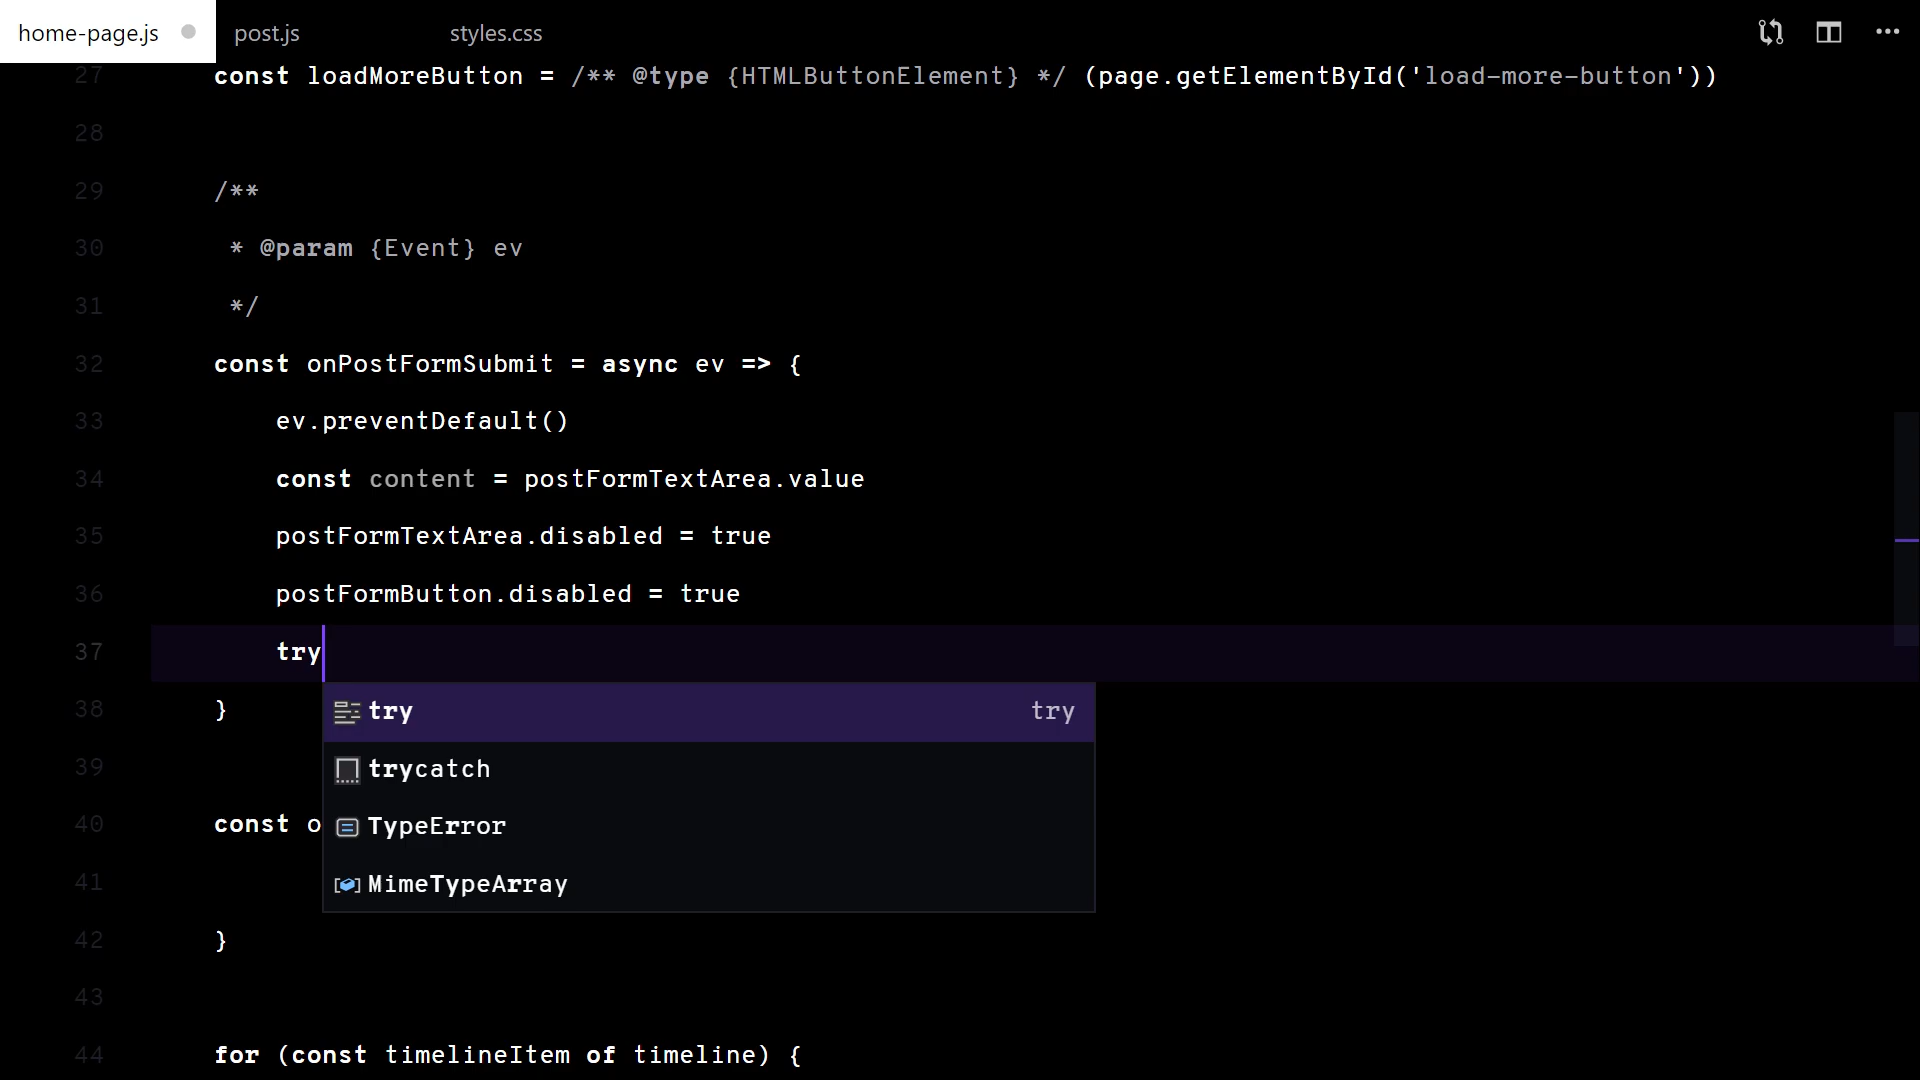 home-page.js post.js styles.css
27 const loadMoreButton = /** @type {HTMLButtonElement} */ (page.getElementById('load-more-button'))
28
29 /**
30 * @param {Event} ev
31 */
32 const onPostFormSubmit = async ev => {
33 ev.preventDefault()
34 const content = postFormTextArea.value
35 postFormTextArea.disabled = true
36 postFormButton.disabled = true
37 try
38 } try try
39 trycatch
40 const o TypeError
41 MimeTypeArray
42 }
43
44 for (const timelineItem of timeline) {